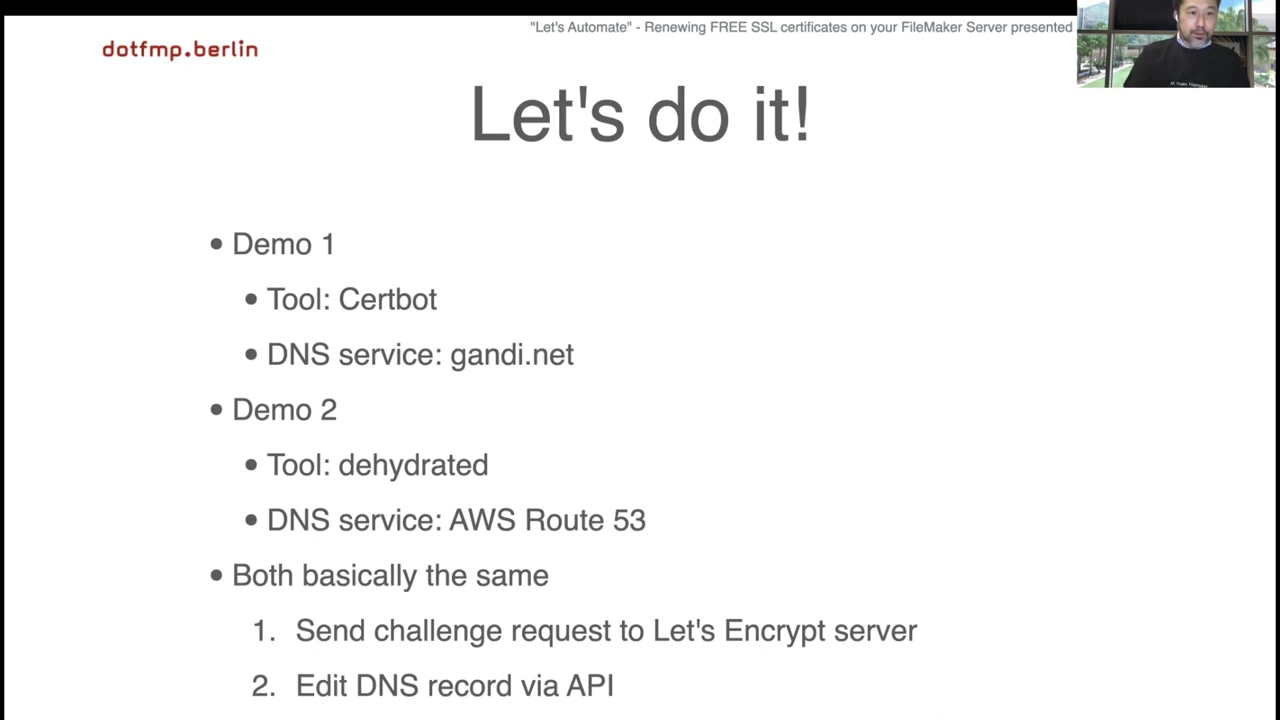 "Let's Automate" - Renewing FREE SSL certificates on your FileMaker Server presented
dotfmp.berlin
Let's do it!
• Demo 1
• Tool: Certbot
• DNS service: gandi.net
• Demo 2
• Tool: dehydrated
• DNS service: AWS Route 53
• Both basically the same
1. Send challenge request to Let's Encrypt server
2. Edit DNS record via API